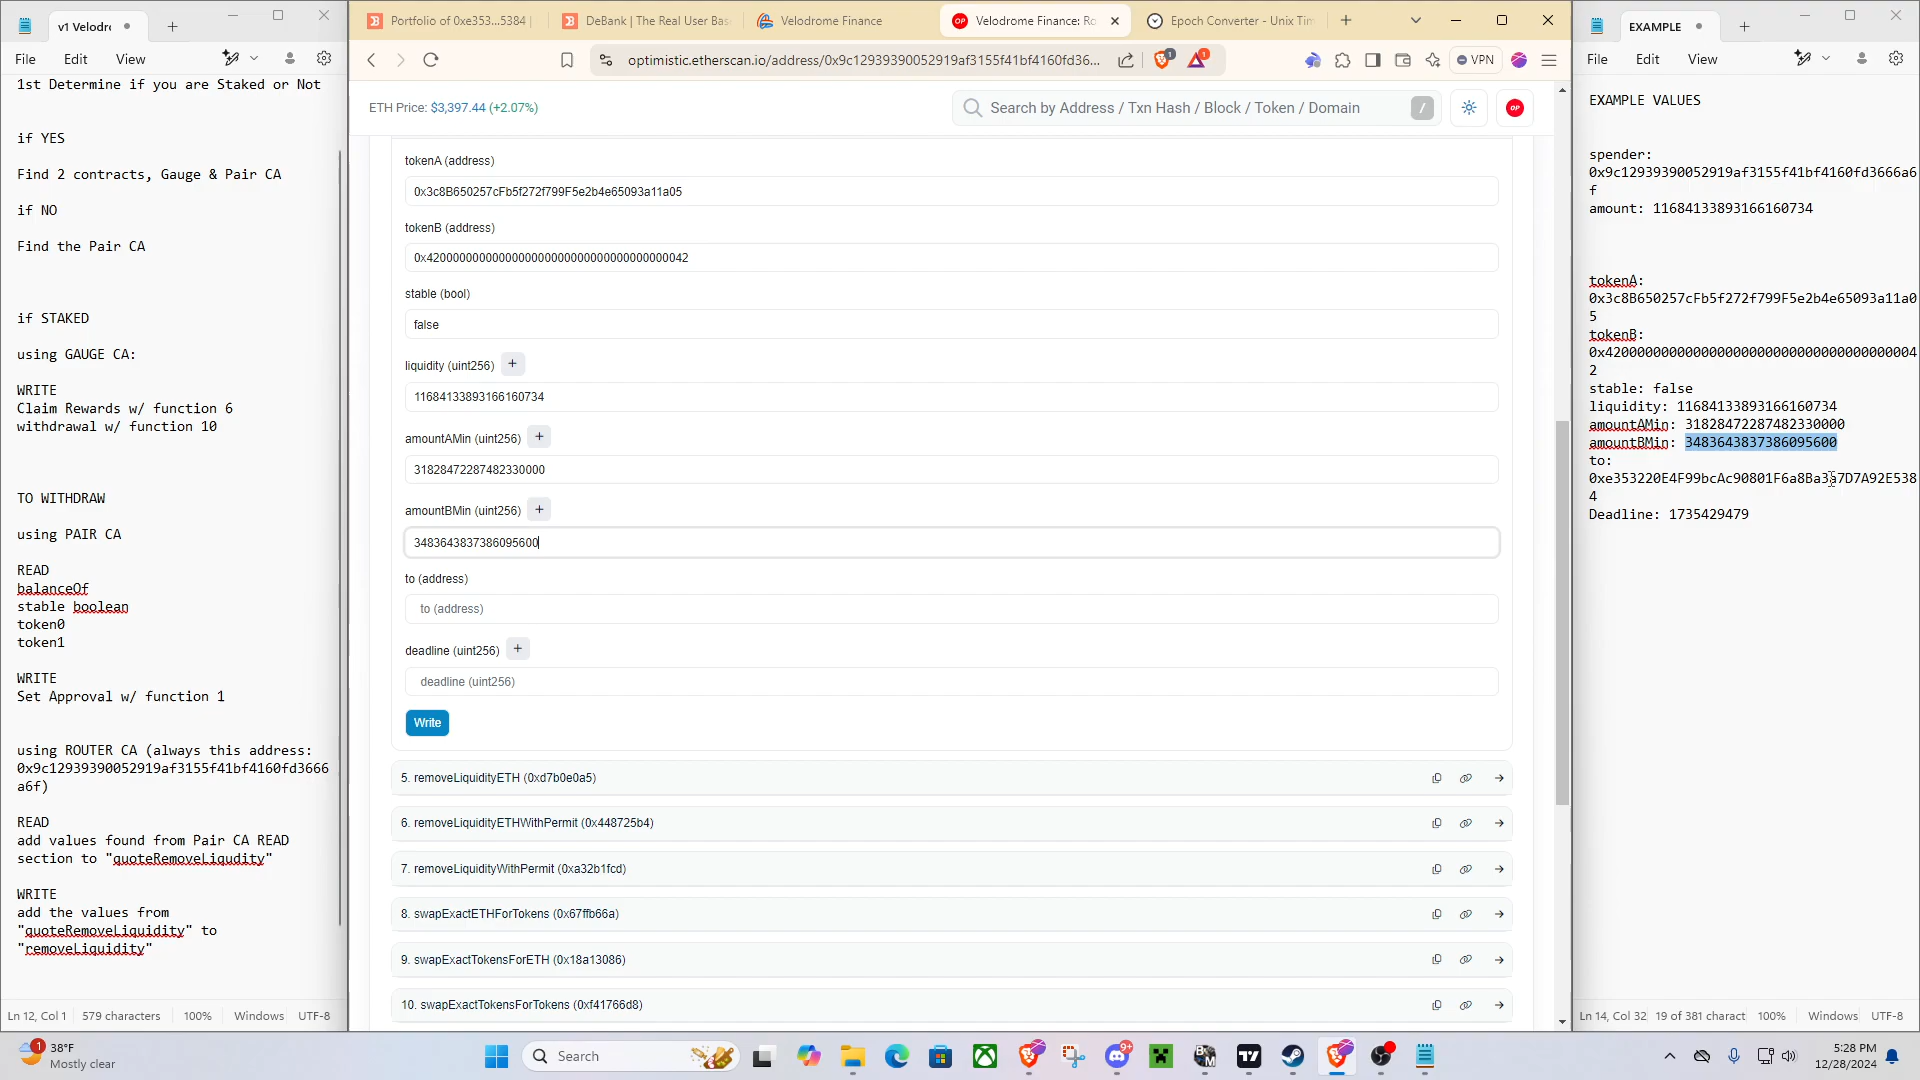 v1 Velodro
File Edit View
1st Determine if you are Staked or Not
if YES
Find 2 contracts, Gauge & Pair CA
if NO
Find the Pair CA
if STAKED
using GAUGE CA:
WRITE
Claim Rewards w/ function 6
withdrawal w/ function 10
TO WITHDRAW
using PAIR CA
READ
balanceOf
stable boolean
token0
token1
WRITE
Set Approval w/ function 1
using ROUTER CA (always this address:
0x9c12939390052919af3155f41bf4160fd3666
a6f)
READ
add values found from Pair CA READ
section to "quoteRemoveLiqudity"
WRITE
add the values from
"quoteRemoveLiquidity" to
"removeLiquidity"
Ln 12, Col 1 579 characters 100% Windows UTF-8
Portfolio of 0xe353...5384 | DeBank | The Real User Bas Velodrome Finance Velodrome Finance: Ro Epoch Converter - Unix Tim
optimistic.etherscan.io/address/0x9c12939390052919af3155f41bf4160fd36... 1 1 VPN
ETH Price: $3,397.44 (+2.07%) Search by Address / Txn Hash / Block / Token / Domain / OP
tokenA (address)
0x3c8B650257cFb5f272f799F5e2b4e65093a11a05
tokenB (address)
0x4200000000000000000000000000000000000042
stable (bool)
false
liquidity (uint256) +
11684133893166160734
amountAMin (uint256) +
31828472287482330000
amountBMin (uint256) +
3483643837386095600
to (address)
to (address)
deadline (uint256) +
deadline (uint256)
Write
5. removeLiquidityETH (0xd7b0e0a5)
6. removeLiquidityETHWithPermit (0x448725b4)
7. removeLiquidityWithPermit (0xa32b1fcd)
8. swapExactETHForTokens (0x67ffb66a)
9. swapExactTokensForETH (0x18a13086)
10. swapExactTokensForTokens (0xf41766d8)
EXAMPLE
File Edit View
EXAMPLE VALUES
spender:
0x9c12939390052919af3155f41bf4160fd3666a6
f
amount: 11684133893166160734
tokenA:
0x3c8B650257cFb5f272f799F5e2b4e65093a11a0
5
tokenB:
0x420000000000000000000000000000000000004
2
stable: false
liquidity: 11684133893166160734
amountAMin: 31828472287482330000
amountBMin: 3483643837386095600
to:
0xe353220E4F99bcAc90801F6a8Ba3a7D7A92E538
4
Deadline: 1735429479
Ln 14, Col 32 19 of 381 charact 100% Windows UTF-8
1 38°F
Mostly clear
Search
9+
5:28 PM
12/28/2024